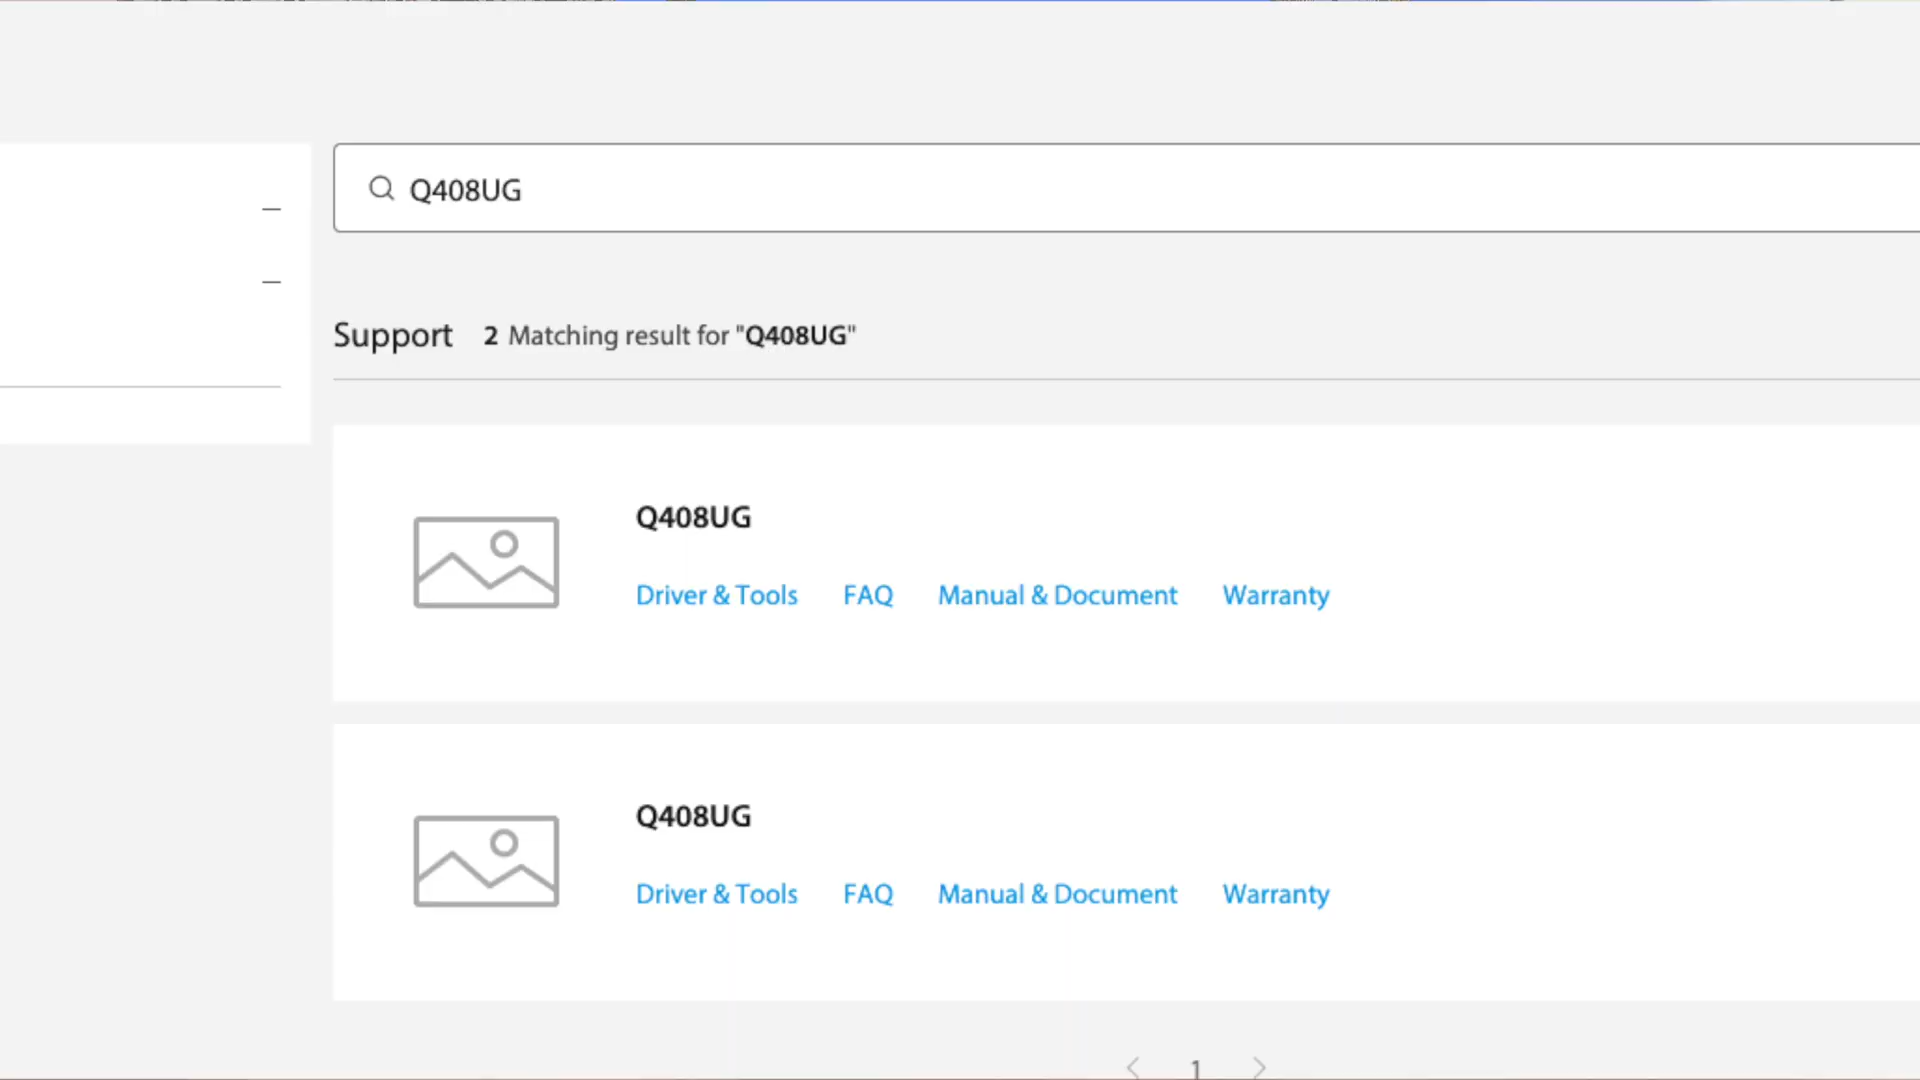 Q408UG
Support 2 Matching result for "Q408UG"
Q408UG
Driver & Tools FAQ Manual & Document Warranty
Q408UG
Driver & Tools FAQ Manual & Document Warranty
1